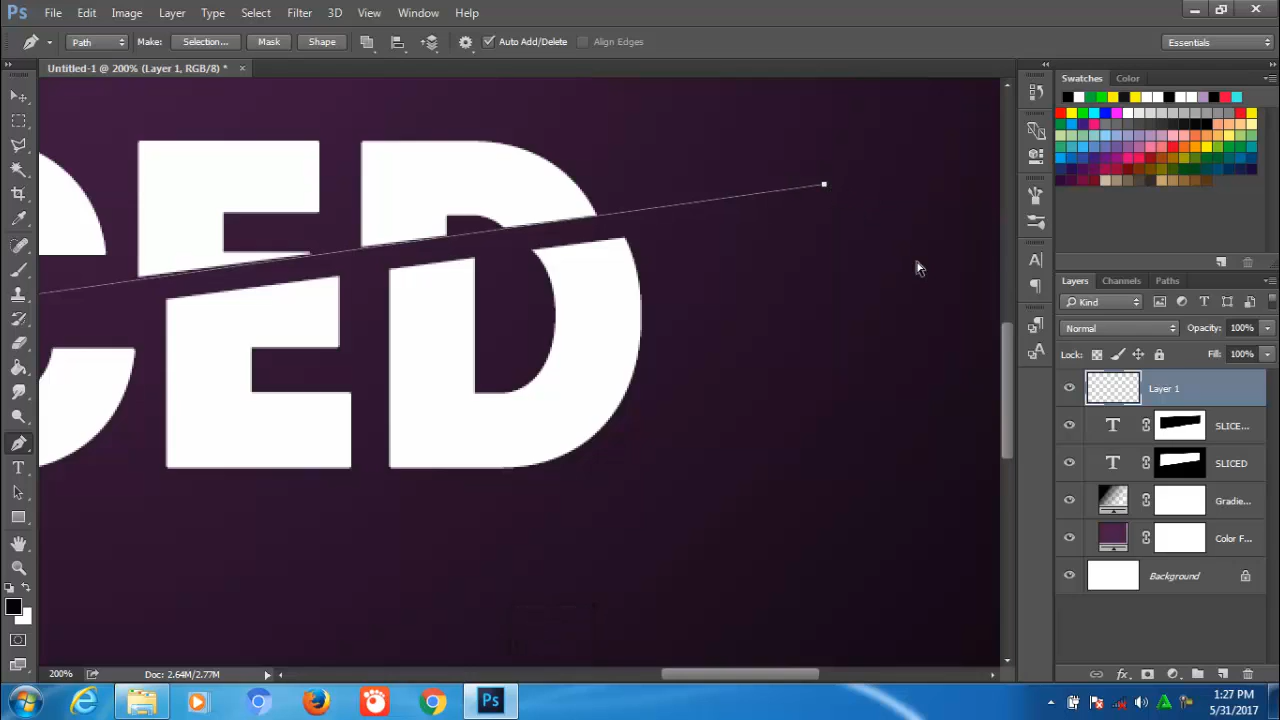 Ps File Edit Image Layer Type Select Filter 3D View Window Help
Path Make: Selection... Mask Shape Auto Add/Delete Align Edges Essentials
Untitled-1 @ 200% (Layer 1, RGB/8) * ×
Swatches Color
CED
Layers Channels Paths
Kind
Normal Opacity: 100%
Lock: Fill: 100%
Layer 1
SLICE...
SLICED
Gradie...
Color F...
Background
200% Doc: 2.64M/2.77M
Ps 1:27 PM
5/31/2017